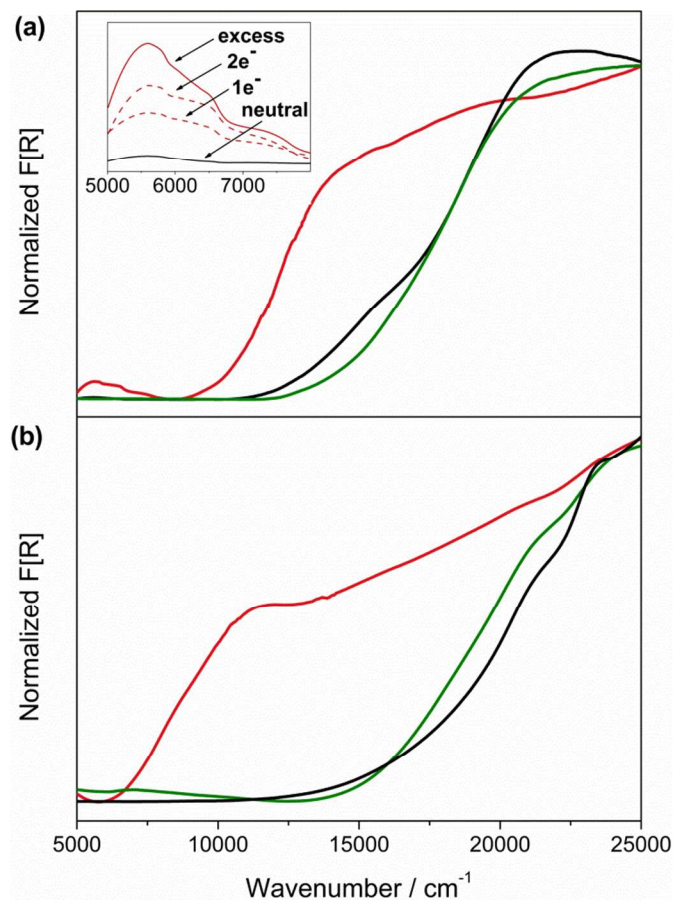 (a)
excess
2e⁻
1e⁻
neutral
5000 6000 7000
Normalized F[R]
(b)
Normalized F[R]
5000 10000 15000 20000 25000
Wavenumber / cm⁻¹